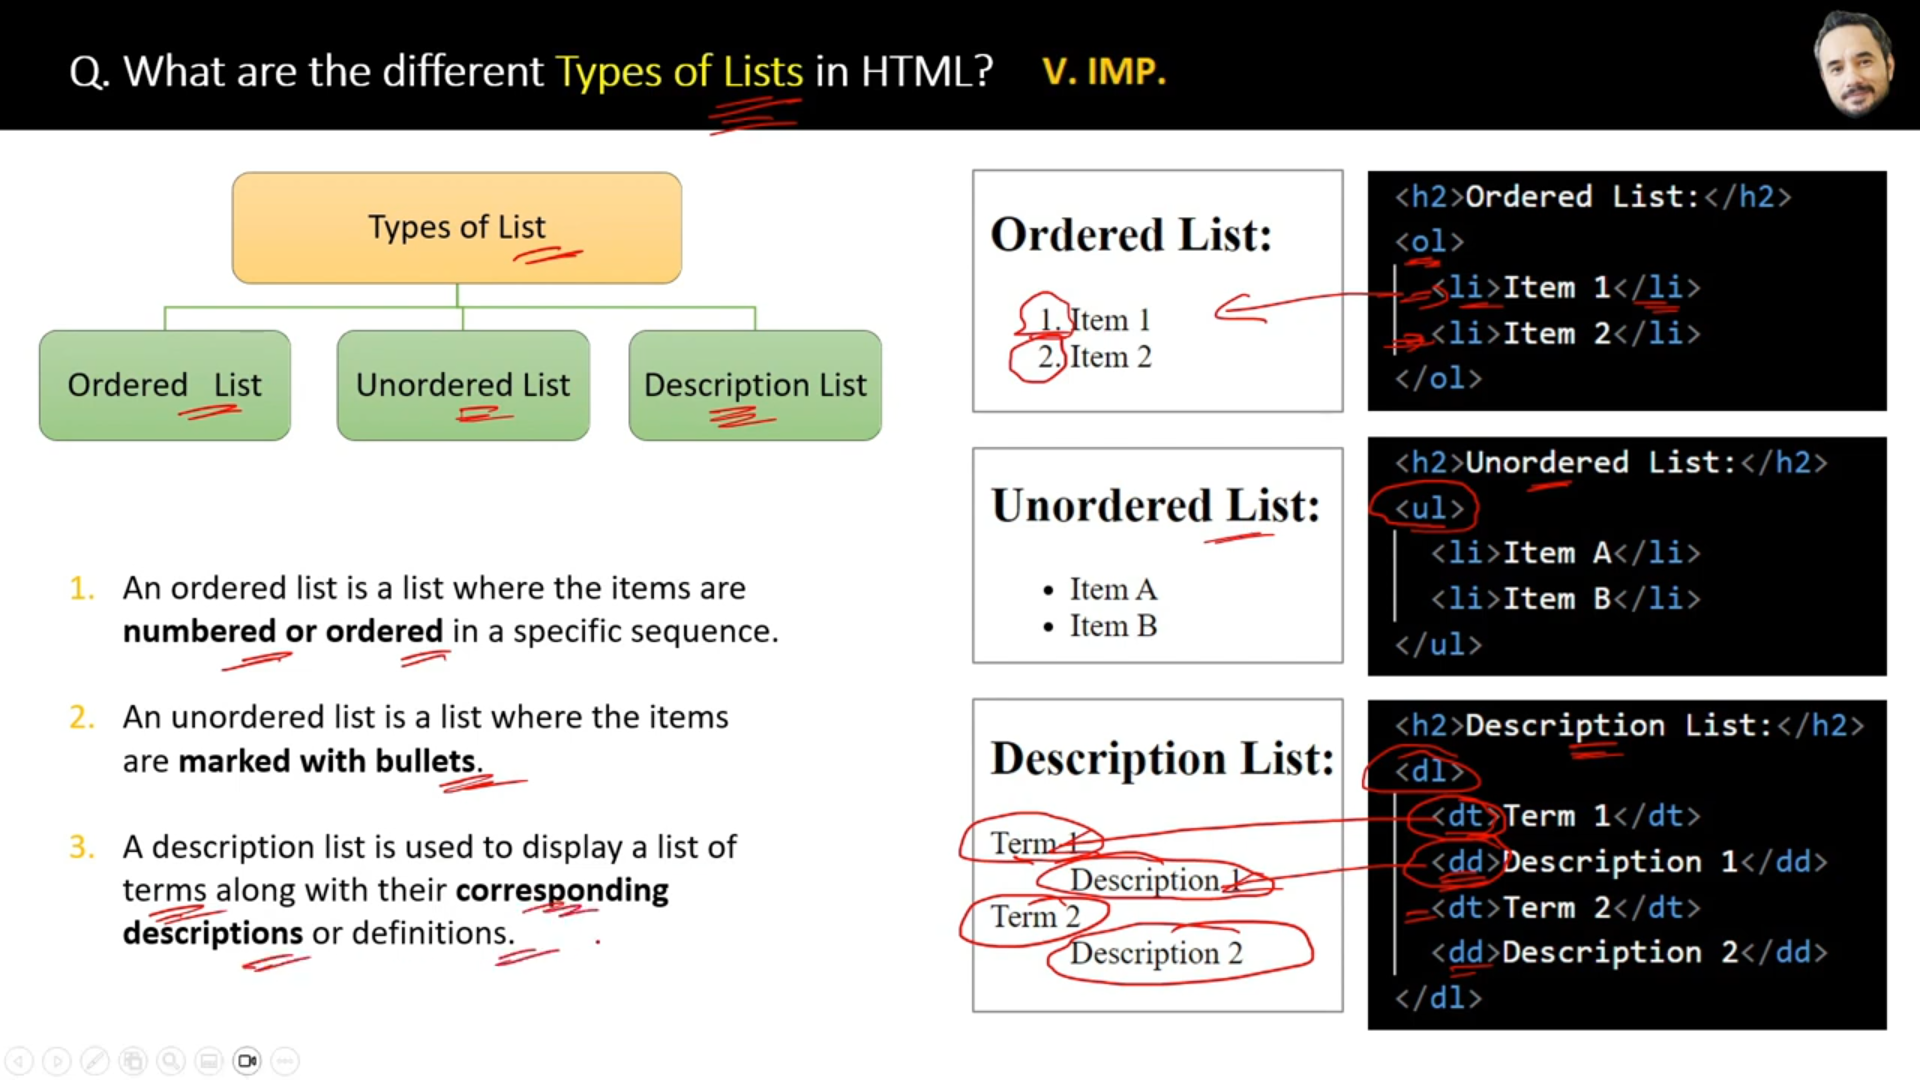 Q. What are the different Types of Lists in HTML? V. IMP.
Types of List
Ordered List
Unordered List
Description List
1. An ordered list is a list where the items are
numbered or ordered in a specific sequence.
2. An unordered list is a list where the items
are marked with bullets.
3. A description list is used to display a list of
terms along with their corresponding
descriptions or definitions.
Ordered List:
1. Item 1
2. Item 2
<h2>Ordered List:</h2>
<ol>
<li>Item 1</li>
<li>Item 2</li>
</ol>
Unordered List:
• Item A
• Item B
<h2>Unordered List:</h2>
<ul>
<li>Item A</li>
<li>Item B</li>
</ul>
Description List:
Term 1
Description 1
Term 2
Description 2
<h2>Description List:</h2>
<dl>
<dt>Term 1</dt>
<dd>Description 1</dd>
<dt>Term 2</dt>
<dd>Description 2</dd>
</dl>